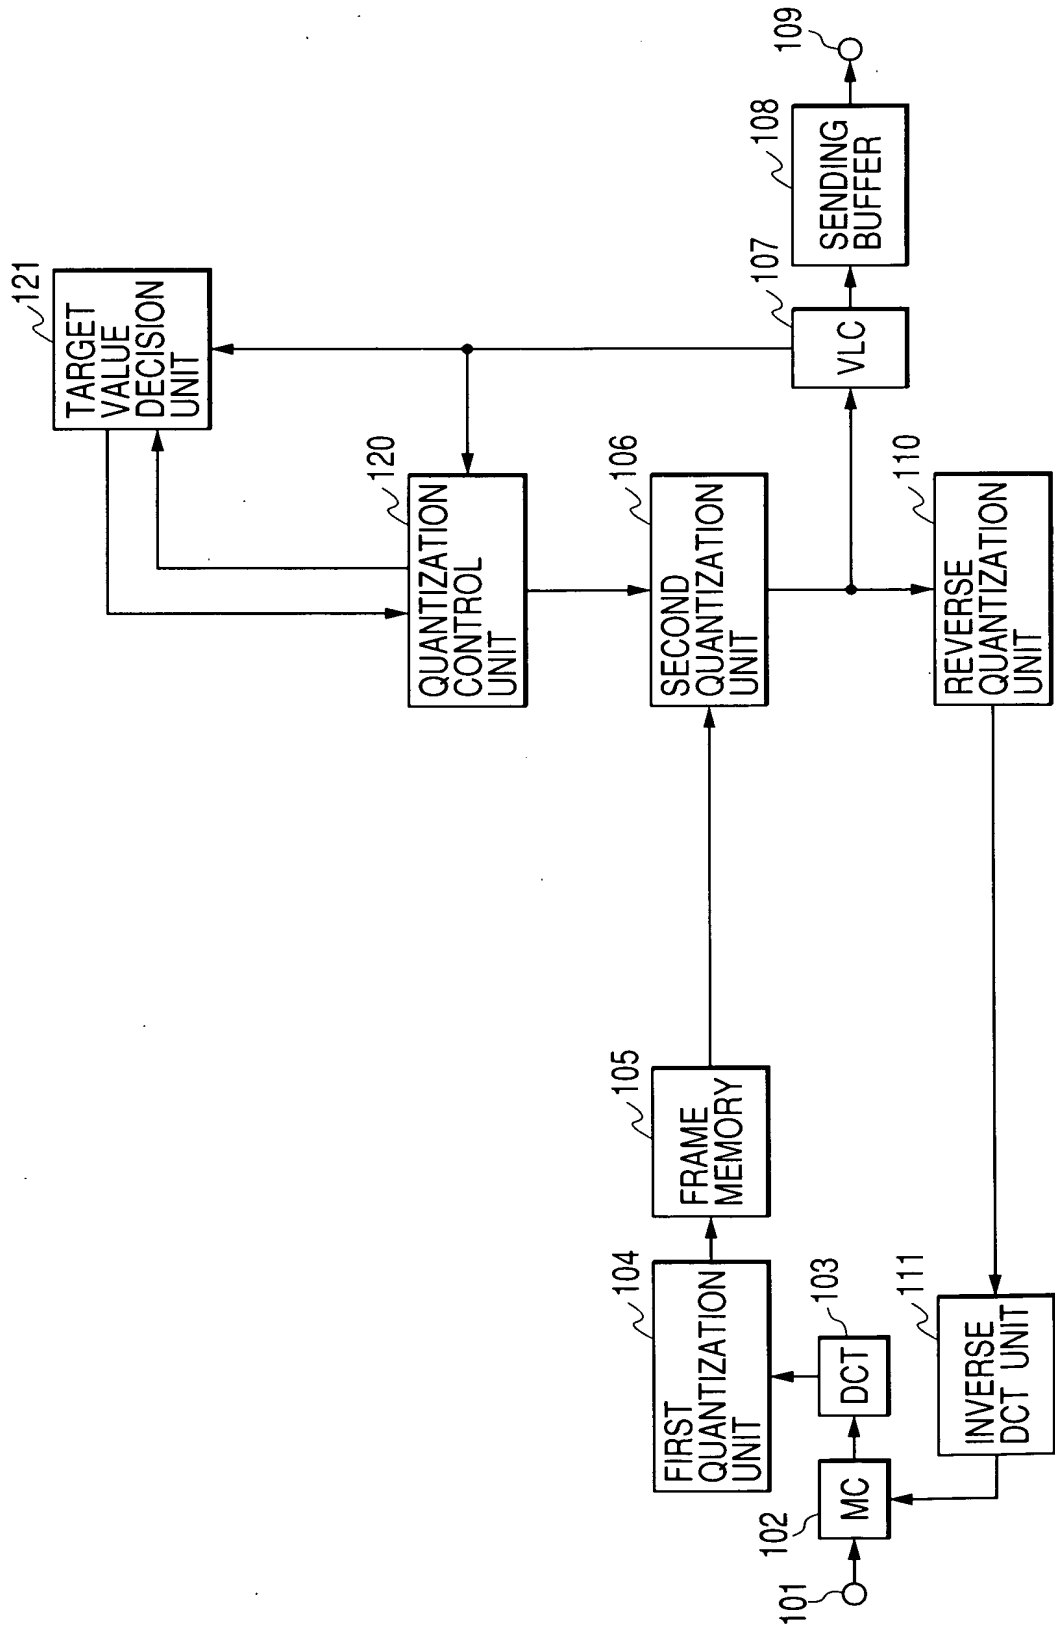 121
TARGET
VALUE
DECISION
UNIT
120
QUANTIZATION
CONTROL
UNIT
104
FIRST
QUANTIZATION
UNIT
105
FRAME
MEMORY
106
SECOND
QUANTIZATION
UNIT
101
102
MC
103
DCT
107
VLC
108
SENDING
BUFFER
109
111
INVERSE
DCT UNIT
110
REVERSE
QUANTIZATION
UNIT